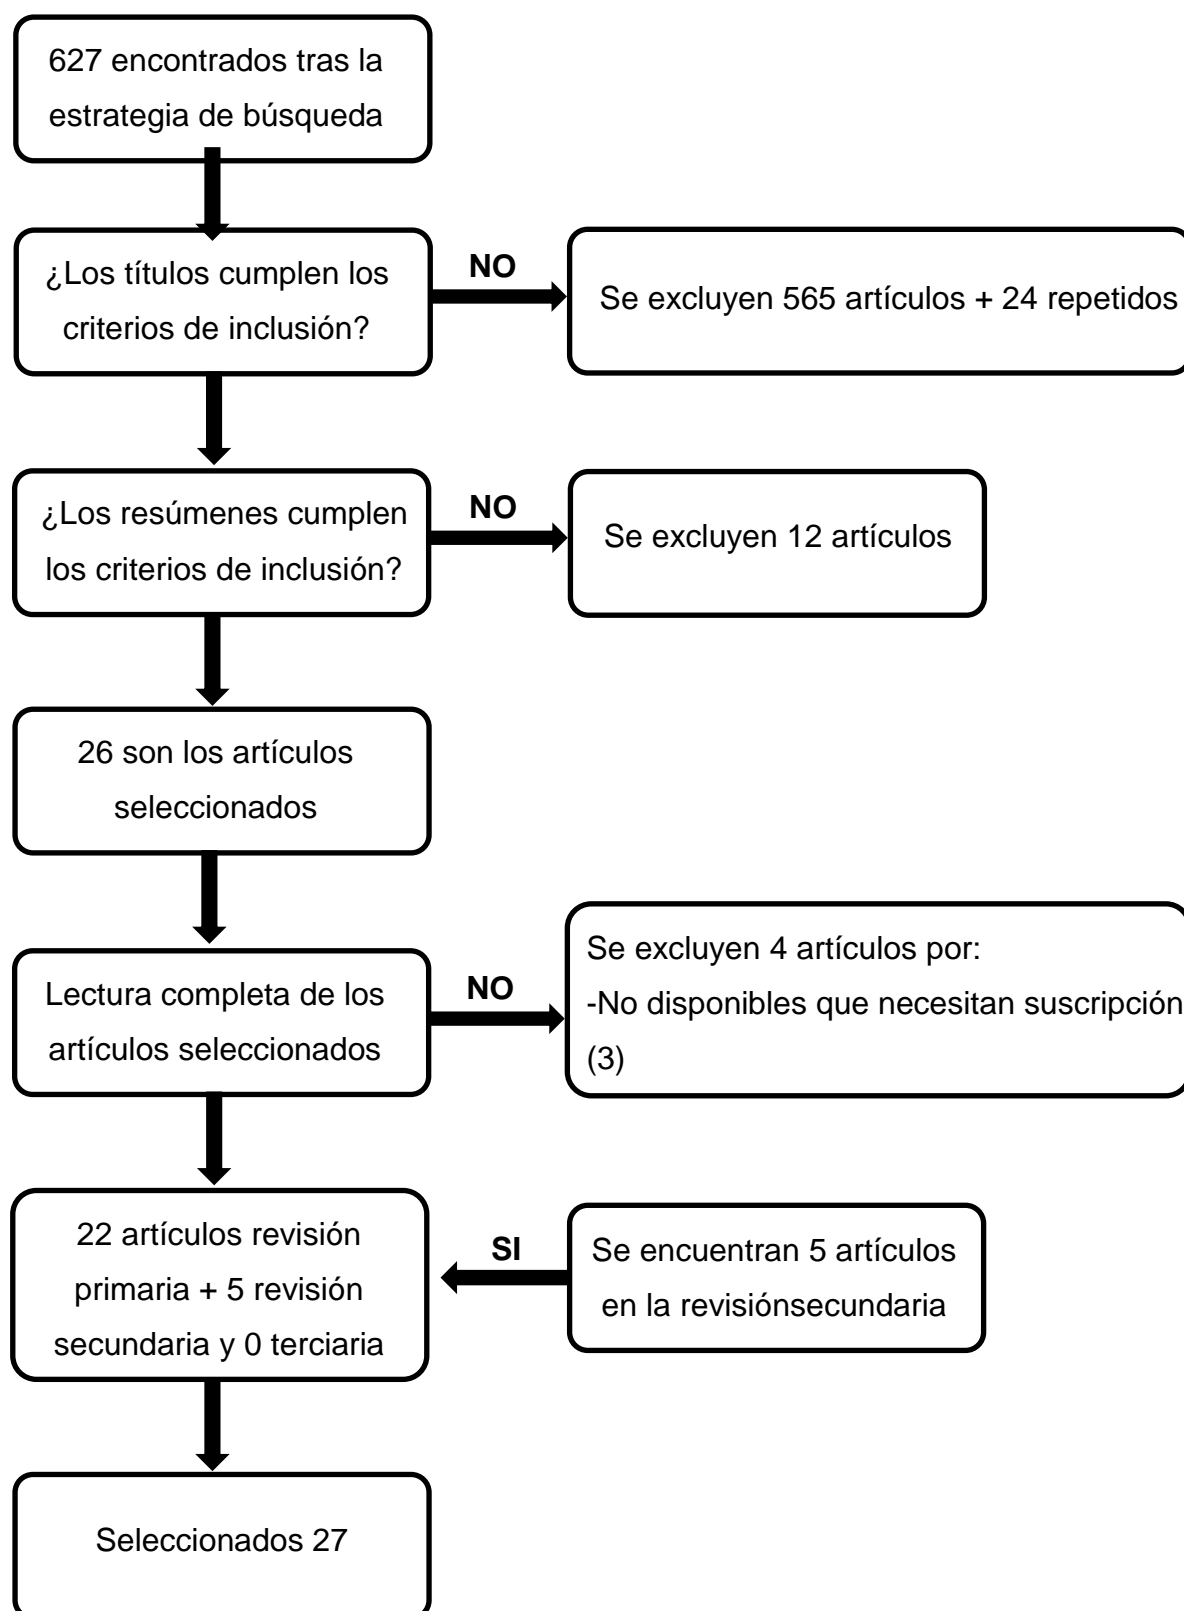 627 encontrados tras la
estrategia de búsqueda
¿Los títulos cumplen los
criterios de inclusión?
NO
Se excluyen 565 artículos + 24 repetidos
¿Los resúmenes cumplen
los criterios de inclusión?
NO
Se excluyen 12 artículos
26 son los artículos
seleccionados
Lectura completa de los
artículos seleccionados
NO
Se excluyen 4 artículos por:
-No disponibles que necesitan suscripción
(3)
22 artículos revisión
primaria + 5 revisión
secundaria y 0 terciaria
SI
Se encuentran 5 artículos
en la revisiónsecundaria
Seleccionados 27